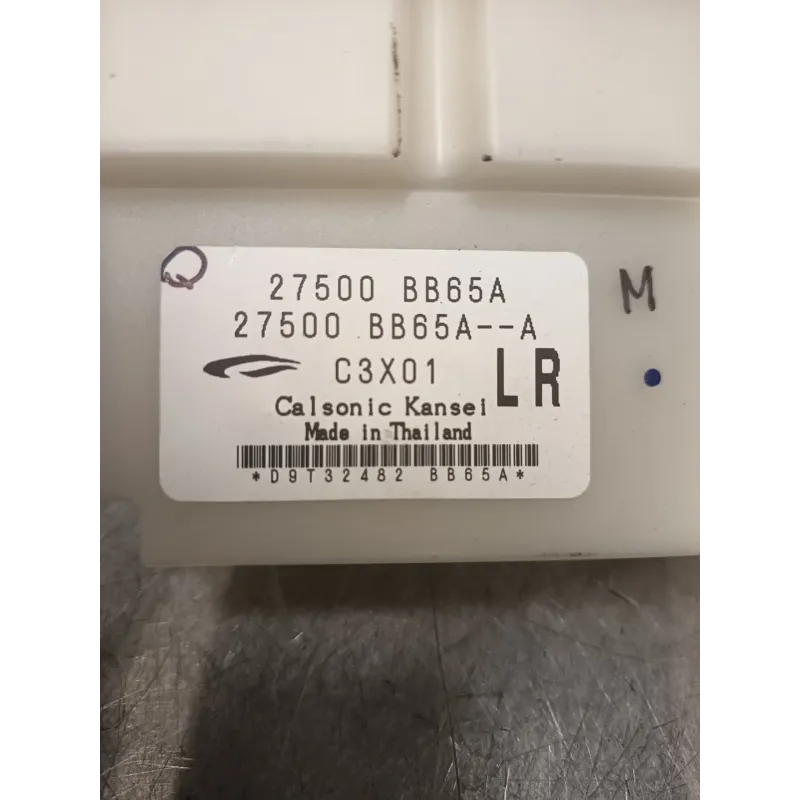 27500 BB65A
27500 BB65A--A
C3X01 LR
Calsonic Kansei
Made in Thailand
*D9T32482 BB65A*
M